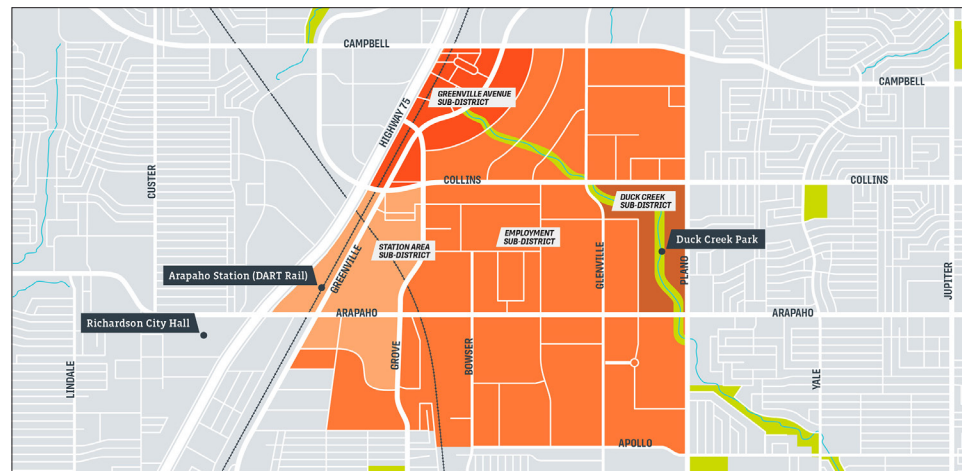 CAMPBELL
CAMPBELL
GREENVILLE AVENUE
SUB-DISTRICT
HIGHWAY 75
CUSTER
COLLINS
COLLINS
DUCK CREEK
SUB-DISTRICT
EMPLOYMENT
SUB-DISTRICT
STATION AREA
SUB-DISTRICT
Duck Creek Park
GREENVILLE
GLENVILLE
PLANO
JUPITER
Arapaho Station (DART Rail)
ARAPAHO
ARAPAHO
Richardson City Hall
LINDALE
GROVE
BOWSER
YALE
APOLLO